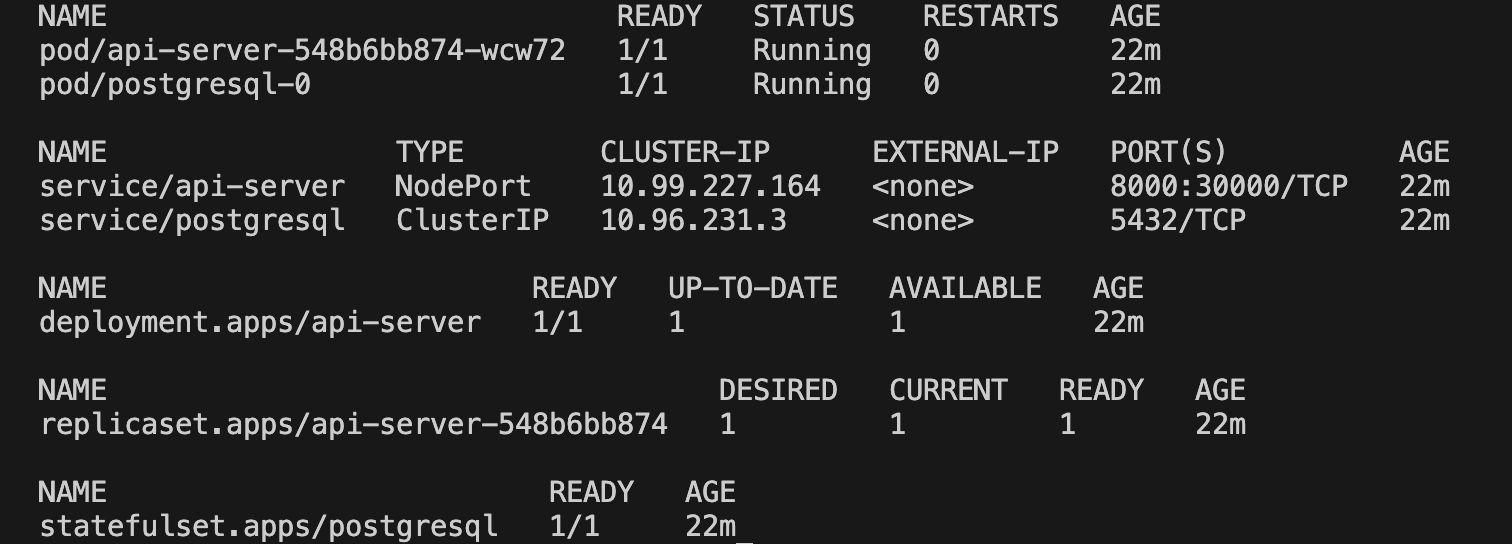 NAME READY STATUS RESTARTS AGE
pod/api-server-548b6bb874-wcw72 1/1 Running 0 22m
pod/postgresql-0 1/1 Running 0 22m
NAME TYPE CLUSTER-IP EXTERNAL-IP PORT(S) AGE
service/api-server NodePort 10.99.227.164 <none> 8000:30000/TCP 22m
service/postgresql ClusterIP 10.96.231.3 <none> 5432/TCP 22m
NAME READY UP-TO-DATE AVAILABLE AGE
deployment.apps/api-server 1/1 1 1 22m
NAME DESIRED CURRENT READY AGE
replicaset.apps/api-server-548b6bb874 1 1 1 22m
NAME READY AGE
statefulset.apps/postgresql 1/1 22m